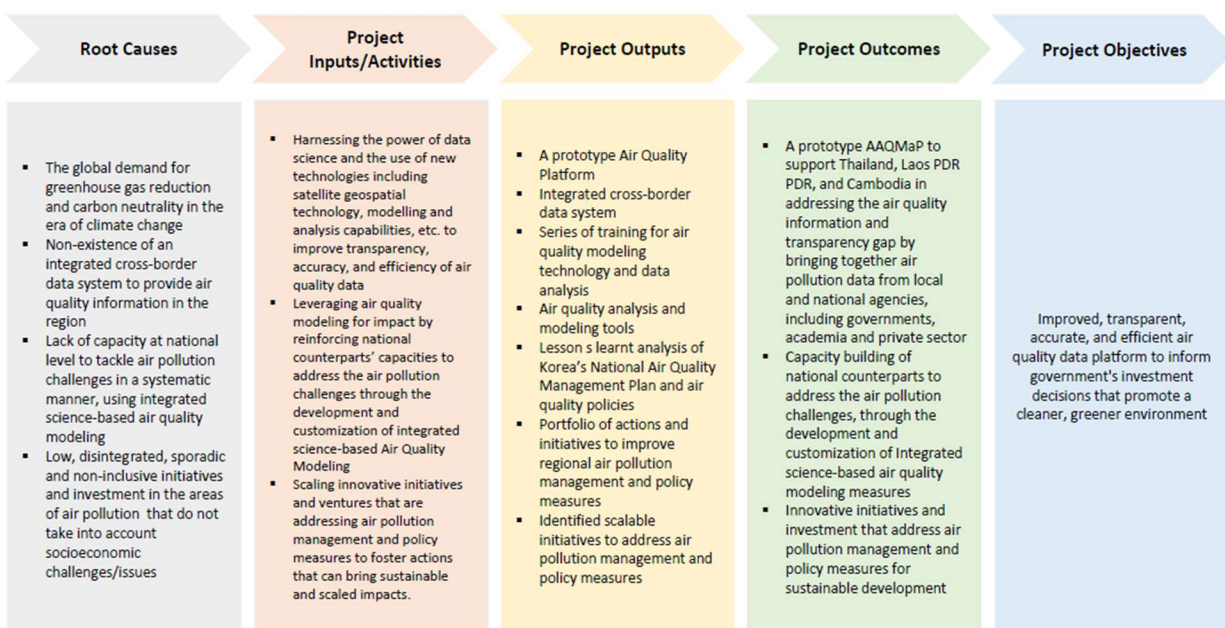 Root Causes
Project
Inputs/Activities
Project Outputs
Project Outcomes
Project Objectives
▪ The global demand for
greenhouse gas reduction
and carbon neutrality in the
era of climate change
▪ Non-existence of an
integrated cross-border
data system to provide air
quality information in the
region
▪ Lack of capacity at national
level to tackle air pollution
challenges in a systematic
manner, using integrated
science-based air quality
modeling
▪ Low, disintegrated, sporadic
and non-inclusive initiatives
and investment in the areas
of air pollution that do not
take into account
socioeconomic
challenges/issues
▪ Harnessing the power of data
science and the use of new
technologies including
satellite geospatial
technology, modelling and
analysis capabilities, etc. to
improve transparency,
accuracy, and efficiency of air
quality data
▪ Leveraging air quality
modeling for impact by
reinforcing national
counterparts' capacities to
address the air pollution
challenges through the
development and
customization of integrated
science-based Air Quality
Modeling
▪ Scaling innovative initiatives
and ventures that are
addressing air pollution
management and policy
measures to foster actions
that can bring sustainable
and scaled impacts.
▪ A prototype Air Quality
Platform
▪ Integrated cross-border
data system
▪ Series of training for air
quality modeling
technology and data
analysis
▪ Air quality analysis and
modeling tools
▪ Lesson s learnt analysis of
Korea's National Air Quality
Management Plan and air
quality policies
▪ Portfolio of actions and
initiatives to improve
regional air pollution
management and policy
measures
▪ Identified scalable
initiatives to address air
pollution management and
policy measures
▪ A prototype AAQMaP to
support Thailand, Laos PDR
PDR, and Cambodia in
addressing the air quality
information and
transparency gap by
bringing together air
pollution data from local
and national agencies,
including governments,
academia and private sector
▪ Capacity building of
national counterparts to
address the air pollution
challenges, through the
development and
customization of Integrated
science-based air quality
modeling measures
▪ Innovative initiatives and
investment that address air
pollution management and
policy measures for
sustainable development
Improved, transparent,
accurate, and efficient air
quality data platform to inform
government's investment
decisions that promote a
cleaner, greener environment